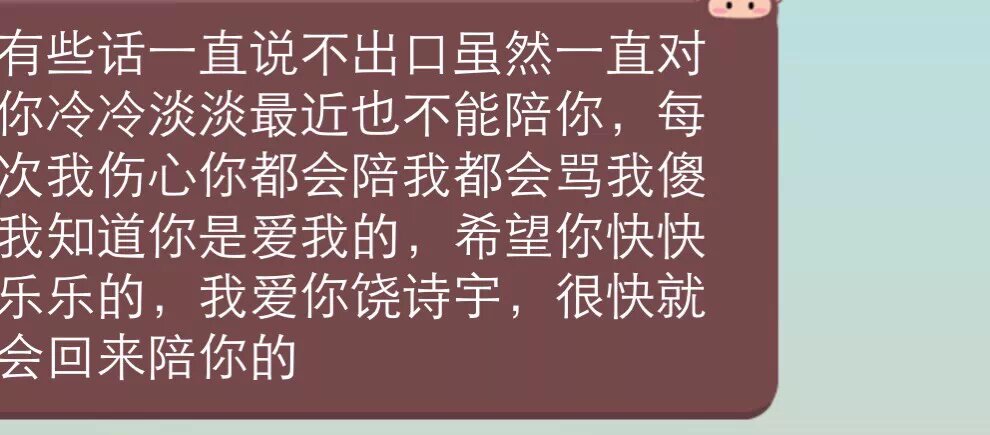 有些话一直说不出口虽然一直对
你冷冷淡淡最近也不能陪你，每
次我伤心你都会陪我都会骂我傻
我知道你是爱我的，希望你快快
乐乐的，我爱你饶诗宇，很快就
会回来陪你的